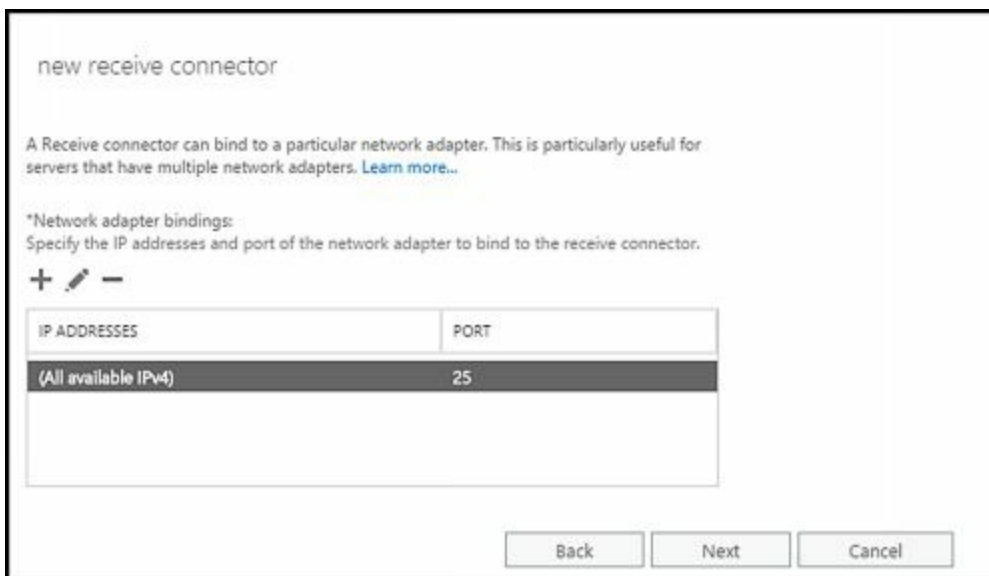 new receive connector
A Receive connector can bind to a particular network adapter. This is particularly useful for
servers that have multiple network adapters. Learn more...
*Network adapter bindings:
Specify the IP addresses and port of the network adapter to bind to the receive connector.
IP ADDRESSES PORT
(All available IPv4) 25
Back Next Cancel